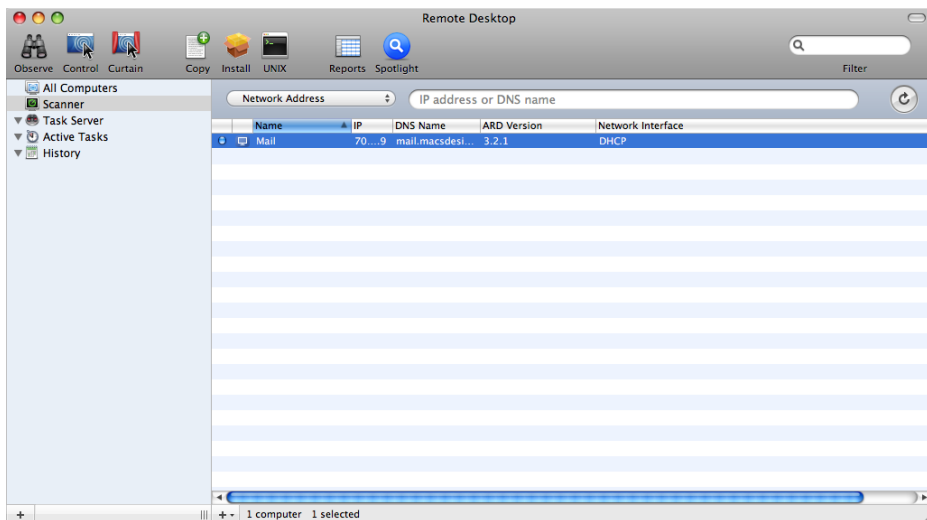 Remote Desktop
Observe Control Curtain Copy Install UNIX Reports Spotlight Filter
All Computers
Scanner
Task Server
Active Tasks
History
Network Address IP address or DNS name
Name IP DNS Name ARD Version Network Interface
Mail 70....9 mail.macsdesi... 3.2.1 DHCP
1 computer 1 selected